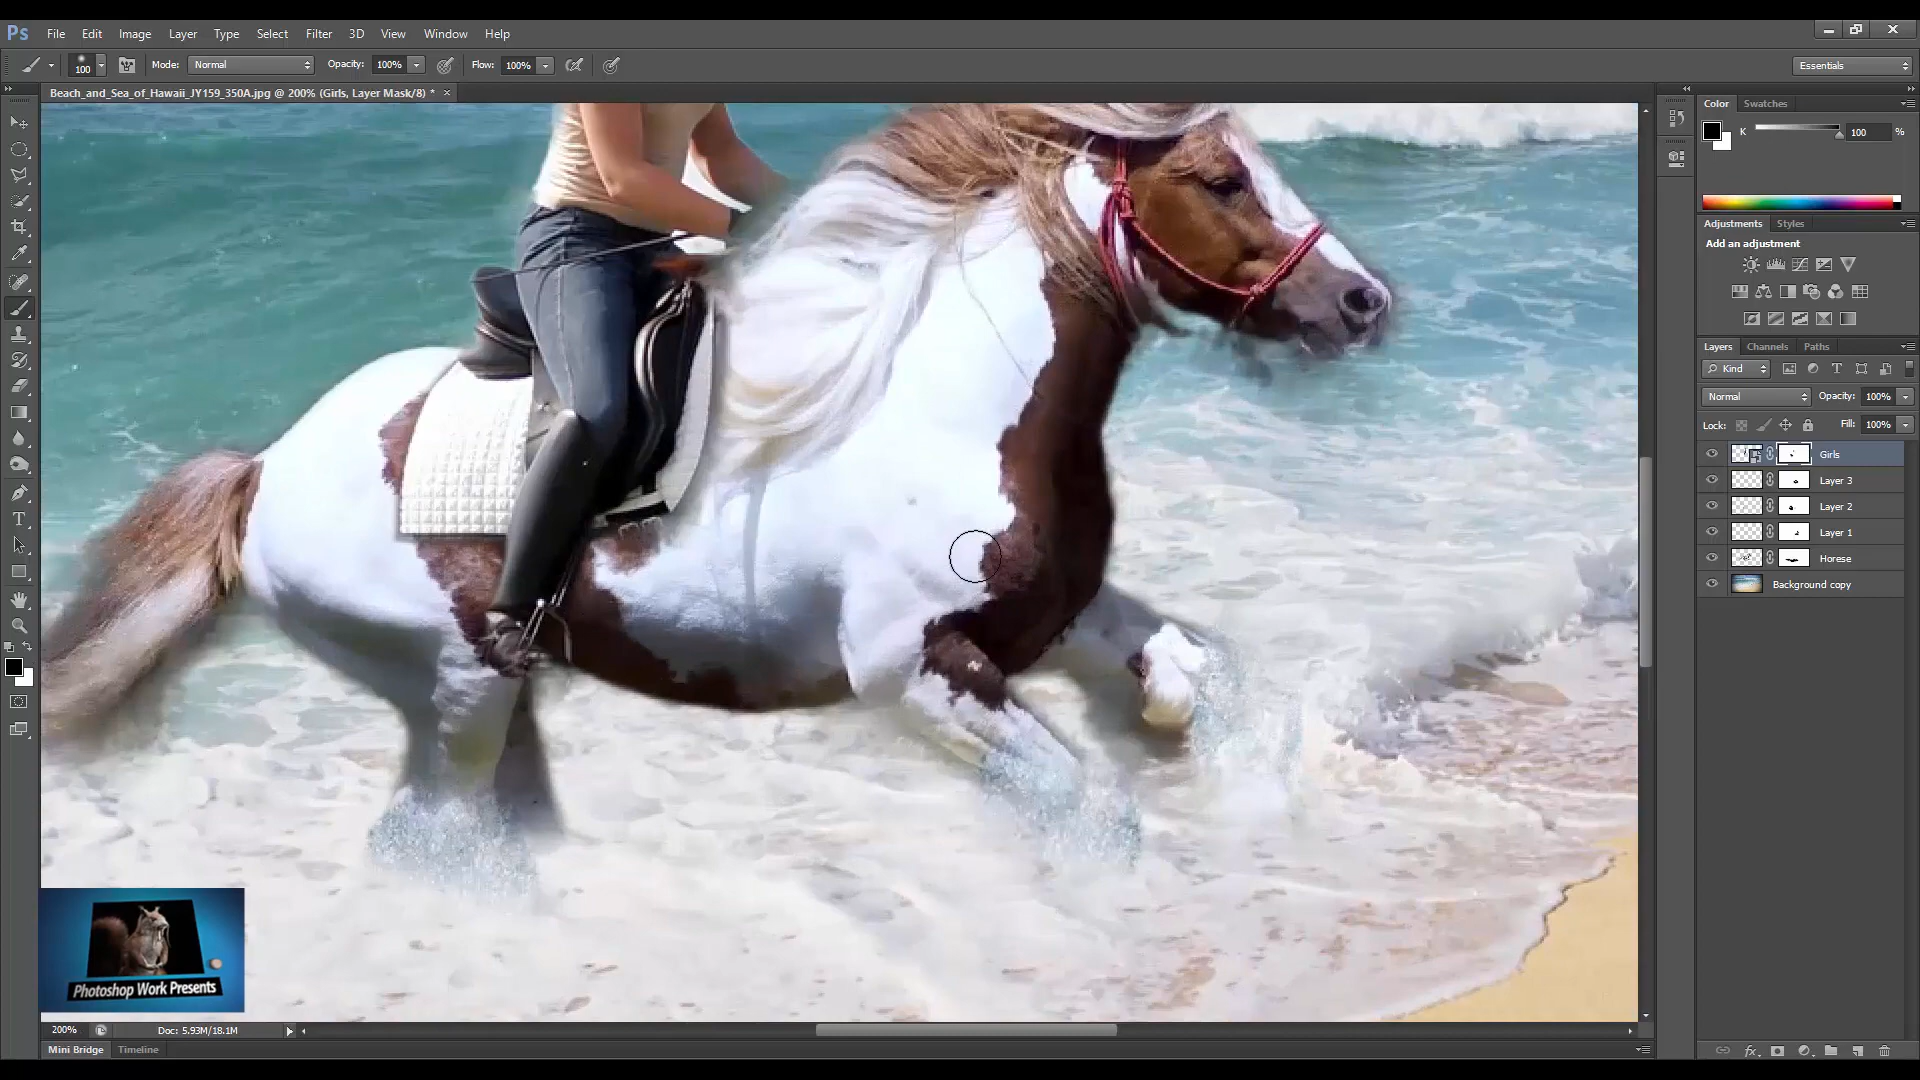 Ps File Edit Image Layer Type Select Filter 3D View Window Help
100 Mode: Normal Opacity: 100% Flow: 100% Essentials
Beach_and_Sea_of_Hawaii_JY159_350A.jpg @ 200% (Girls, Layer Mask/8) * ×
Color Swatches
K 100 %
Adjustments Styles
Add an adjustment
Layers Channels Paths
Kind T
Normal Opacity: 100%
Lock: Fill: 100%
Girls
Layer 3
Layer 2
Layer 1
Horese
Background copy
T
Photoshop Work Presents
200% Doc: 5.93M/18.1M
fx
Mini Bridge Timeline